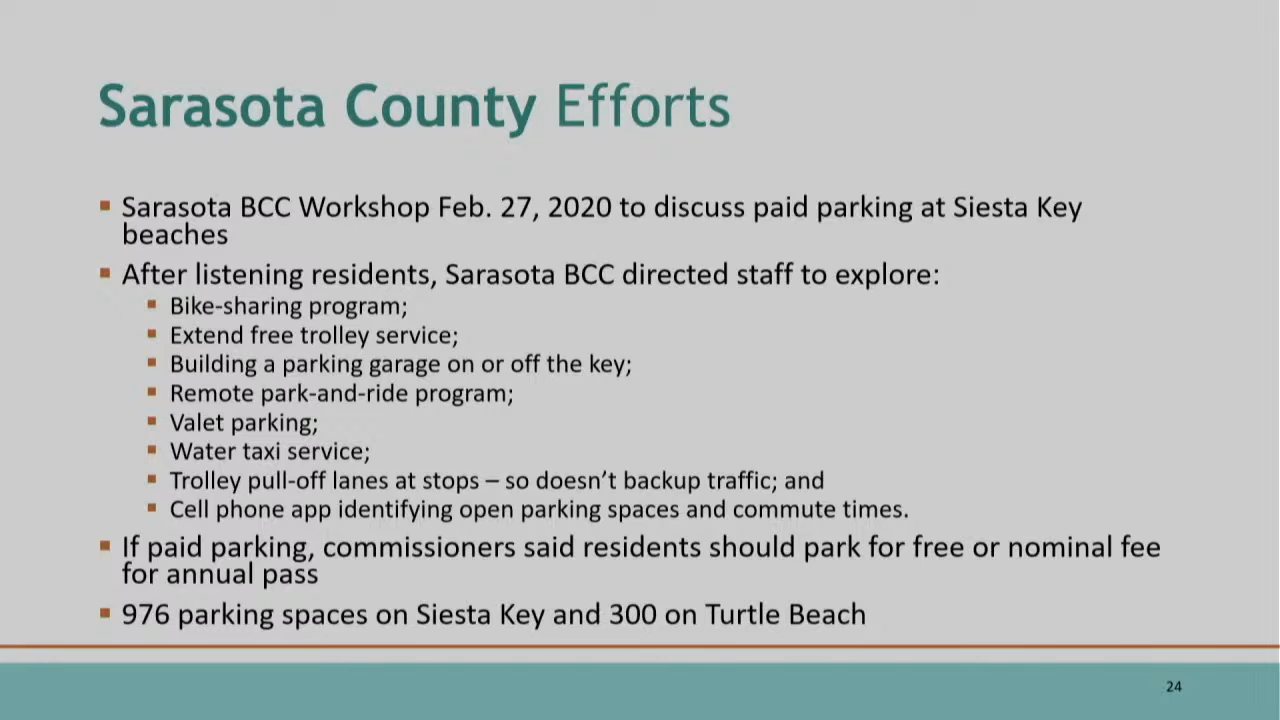 Sarasota County Efforts
▪ Sarasota BCC Workshop Feb. 27, 2020 to discuss paid parking at Siesta Key
beaches
▪ After listening residents, Sarasota BCC directed staff to explore:
▪ Bike-sharing program;
▪ Extend free trolley service;
▪ Building a parking garage on or off the key;
▪ Remote park-and-ride program;
▪ Valet parking;
▪ Water taxi service;
▪ Trolley pull-off lanes at stops – so doesn’t backup traffic; and
▪ Cell phone app identifying open parking spaces and commute times.
▪ If paid parking, commissioners said residents should park for free or nominal fee
for annual pass
▪ 976 parking spaces on Siesta Key and 300 on Turtle Beach
24